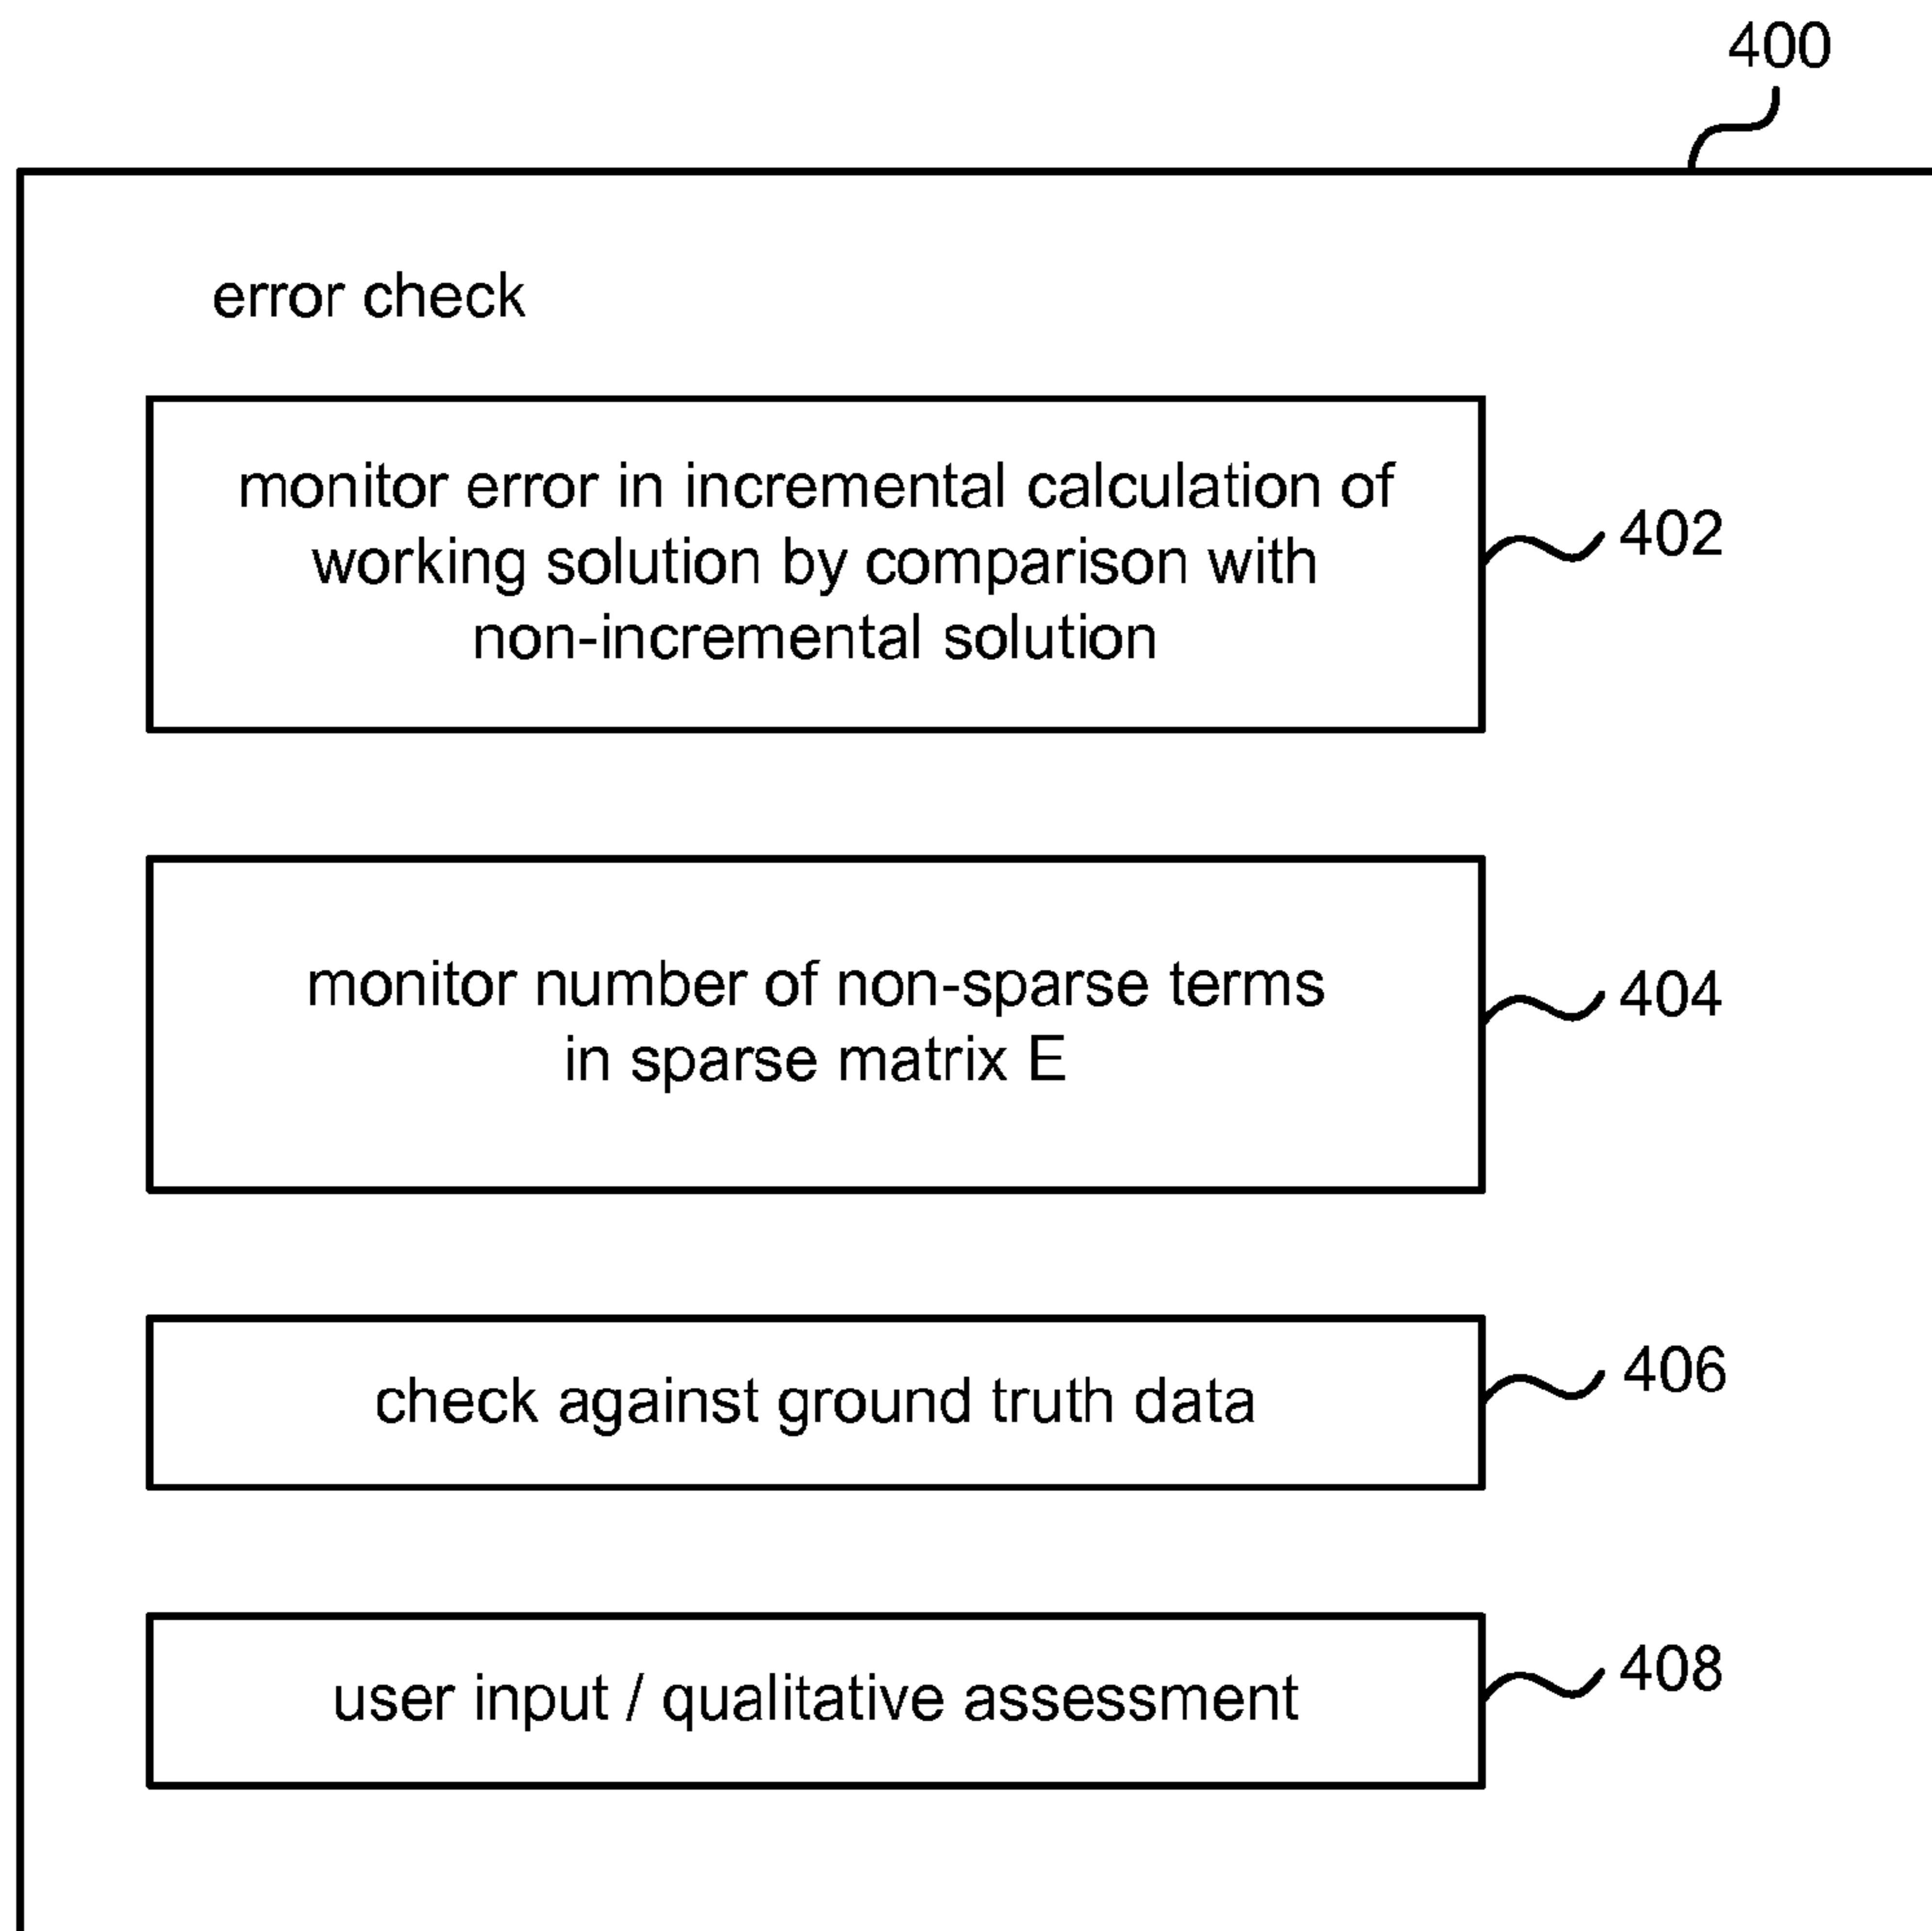 400
error check
monitor error in incremental calculation of
working solution by comparison with
non-incremental solution
402
monitor number of non-sparse terms
in sparse matrix E
404
check against ground truth data
406
user input / qualitative assessment
408